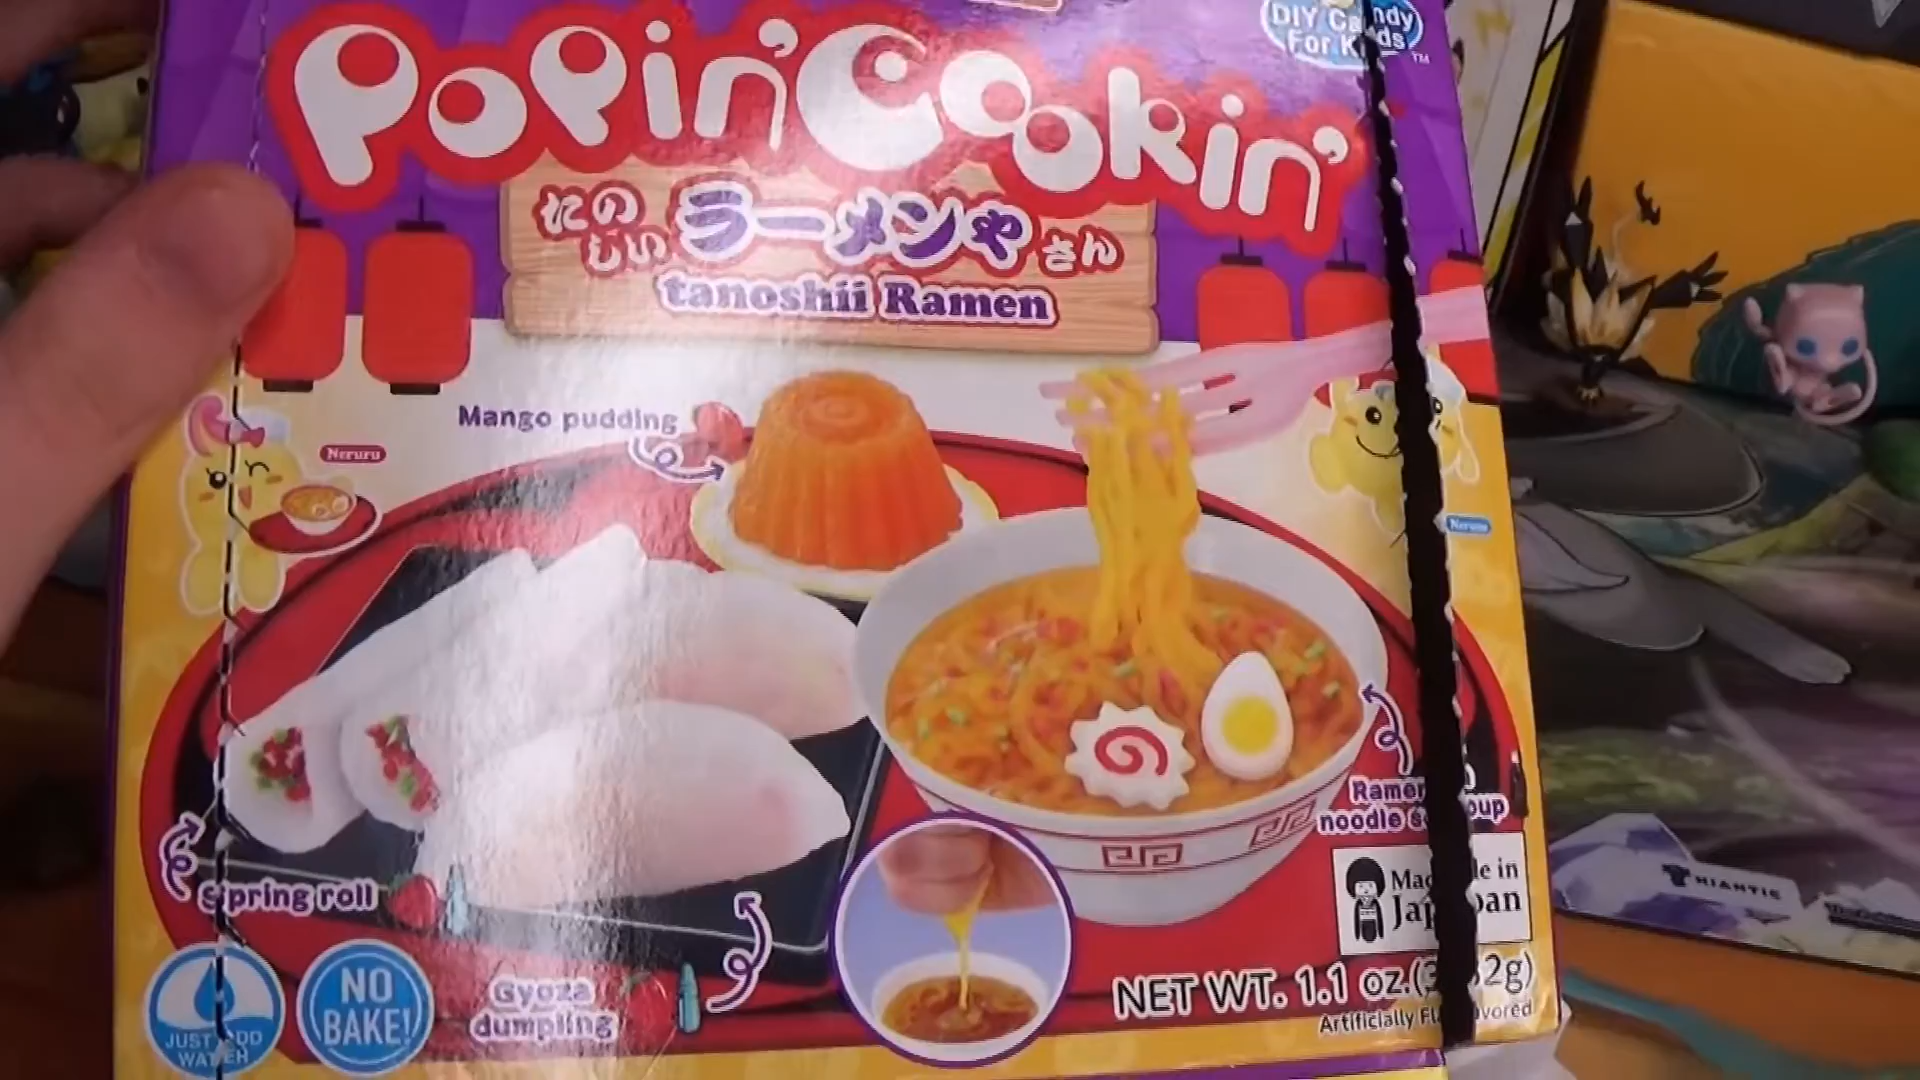 DIY Candy
For Kids
TM
Popin'Cookin'
たのしい ラーメンやさん
tanoshii Ramen
Mango pudding
Neruru
Ramen
noodle soup
Spring roll
Made in
Japan
Gyoza
dumpling
JUST ADD
WATER
NO
BAKE!
NET WT. 1.1 oz.
Artificially Flavored
NIANTIC